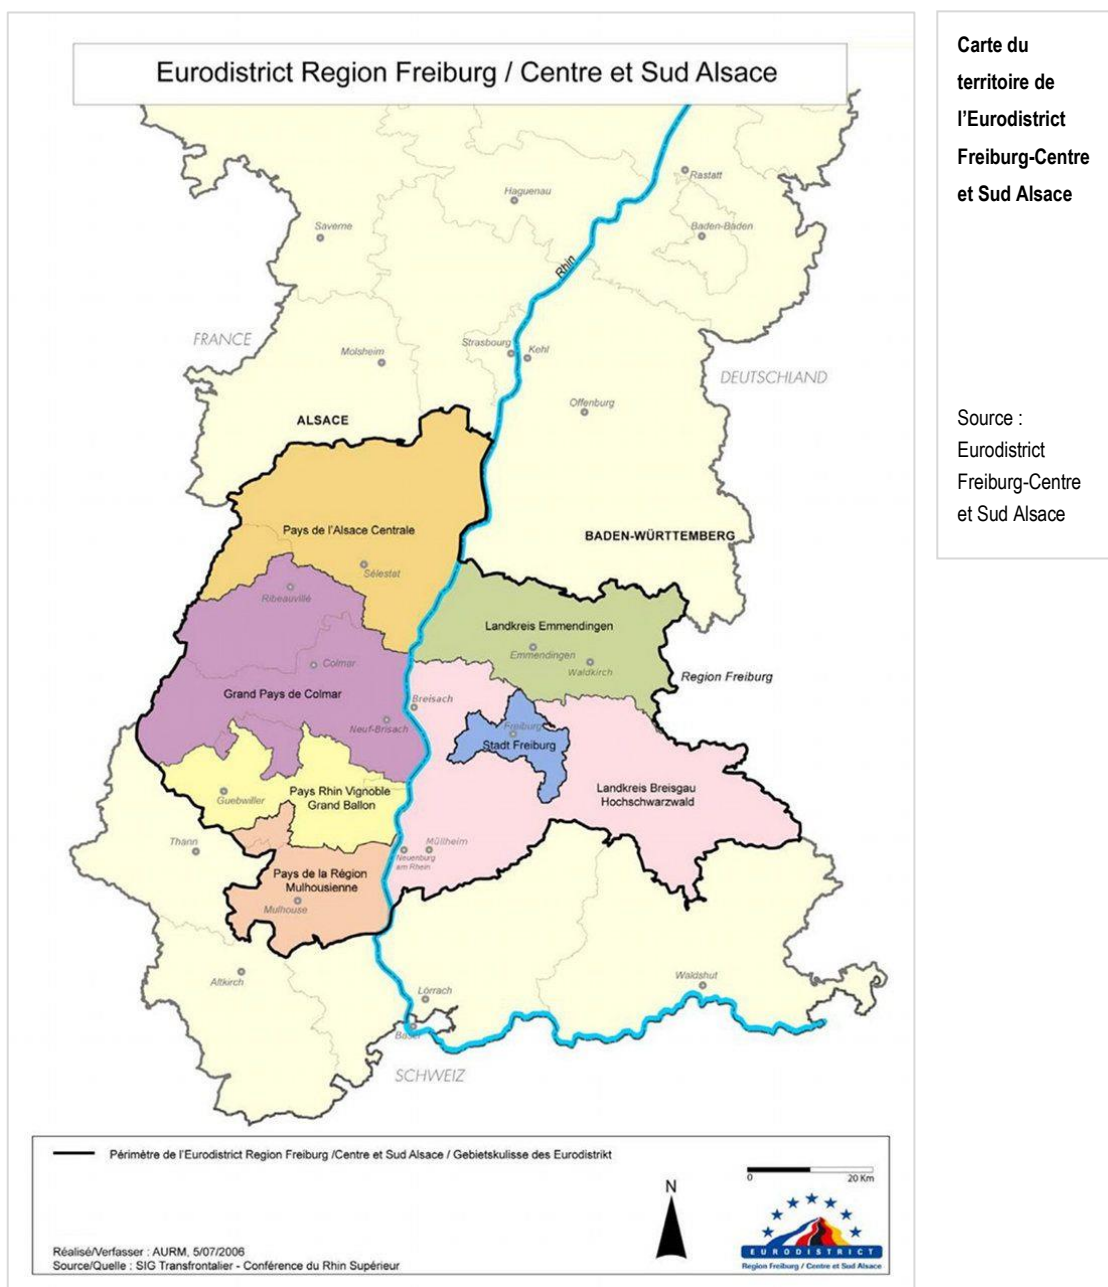 Eurodistrict Region Freiburg / Centre et Sud Alsace
Rastatt
Haguenau
Saverne
Baden-Baden
Rhin
FRANCE
Strasbourg
Kehl
Molsheim
DEUTSCHLAND
Offenburg
ALSACE
Pays de l'Alsace Centrale
BADEN-WÜRTTEMBERG
Sélestat
Ribeauvillé
Landkreis Emmendingen
Emmendingen
Colmar
Waldkirch
Region Freiburg
Grand Pays de Colmar
Breisach
Neuf-Brisach
Freiburg
Stadt Freiburg
Pays Rhin Vignoble
Grand Ballon
Guebwiller
Landkreis Breisgau
Hochschwarzwald
Thann
Müllheim
Neuenburg
am Rhein
Pays de la Région
Mulhousienne
Mulhouse
Altkirch
Waldshut
Lörrach
Basel
SCHWEIZ
Périmètre de l'Eurodistrict Region Freiburg /Centre et Sud Alsace / Gebietskulisse des Eurodistrikt
0 20 Km
N
Réalisé/Verfasser : AURM, 5/07/2006
Source/Quelle : SIG Transfrontalier - Conférence du Rhin Supérieur
EURODISTRICT
Region Freiburg / Centre et Sud Alsace
Carte du
territoire de
l'Eurodistrict
Freiburg-Centre
et Sud Alsace
Source :
Eurodistrict
Freiburg-Centre
et Sud Alsace